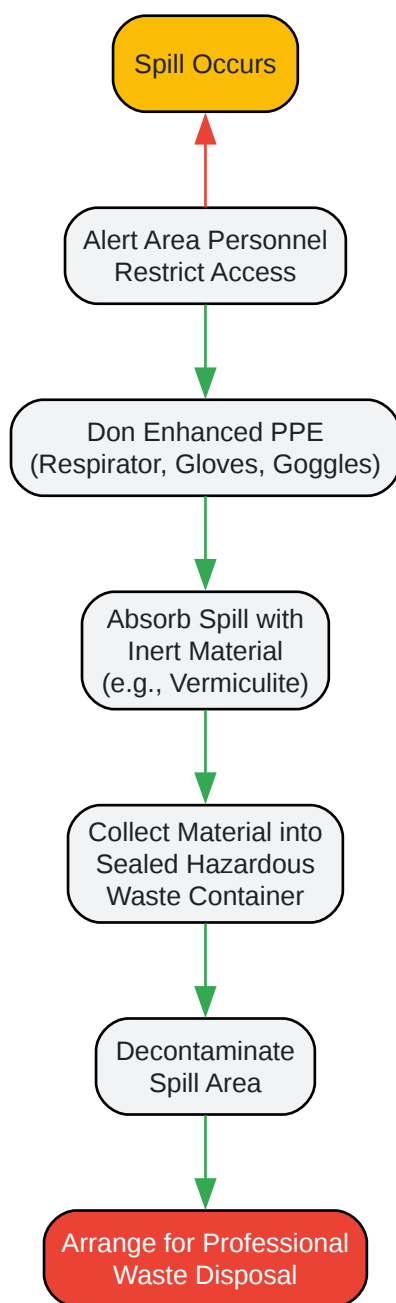 Spill Occurs
Alert Area Personnel
Restrict Access
Don Enhanced PPE
(Respirator, Gloves, Goggles)
Absorb Spill with
Inert Material
(e.g., Vermiculite)
Collect Material into
Sealed Hazardous
Waste Container
Decontaminate
Spill Area
Arrange for Professional
Waste Disposal